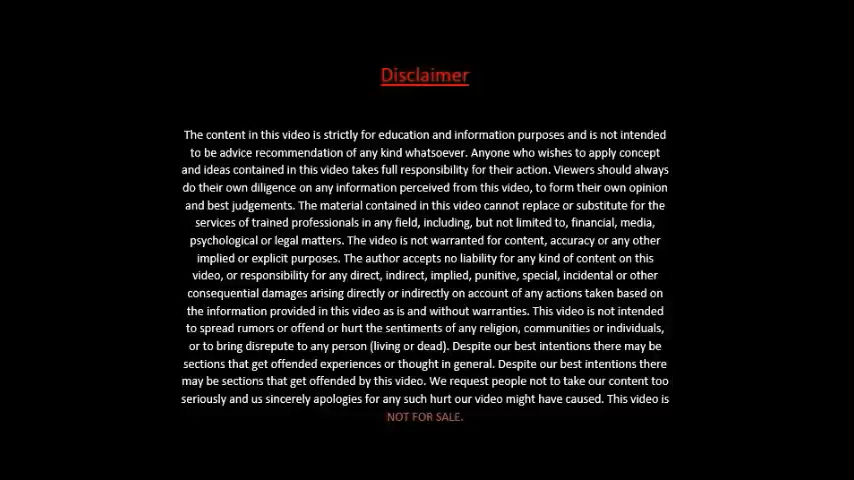 Disclaimer
The content in this video is strictly for education and information purposes and is not intended
to be advice recommendation of any kind whatsoever. Anyone who wishes to apply concept
and ideas contained in this video takes full responsibility for their action. Viewers should always
do their own diligence on any information perceived from this video, to form their own opinion
and best judgements. The material contained in this video cannot replace or substitute for the
services of trained professionals in any field, including, but not limited to, financial, media,
psychological or legal matters. The video is not warranted for content, accuracy or any other
implied or explicit purposes. The author accepts no liability for any kind of content on this
video, or responsibility for any direct, indirect, implied, punitive, special, incidental or other
consequential damages arising directly or indirectly on account of any actions taken based on
the information provided in this video as is and without warranties. This video is not intended
to spread rumors or offend or hurt the sentiments of any religion, communities or individuals,
or to bring disrepute to any person (living or dead). Despite our best intentions there may be
sections that get offended experiences or thought in general. Despite our best intentions there
may be sections that get offended by this video. We request people not to take our content too
seriously and us sincerely apologies for any such hurt our video might have caused. This video is
NOT FOR SALE.